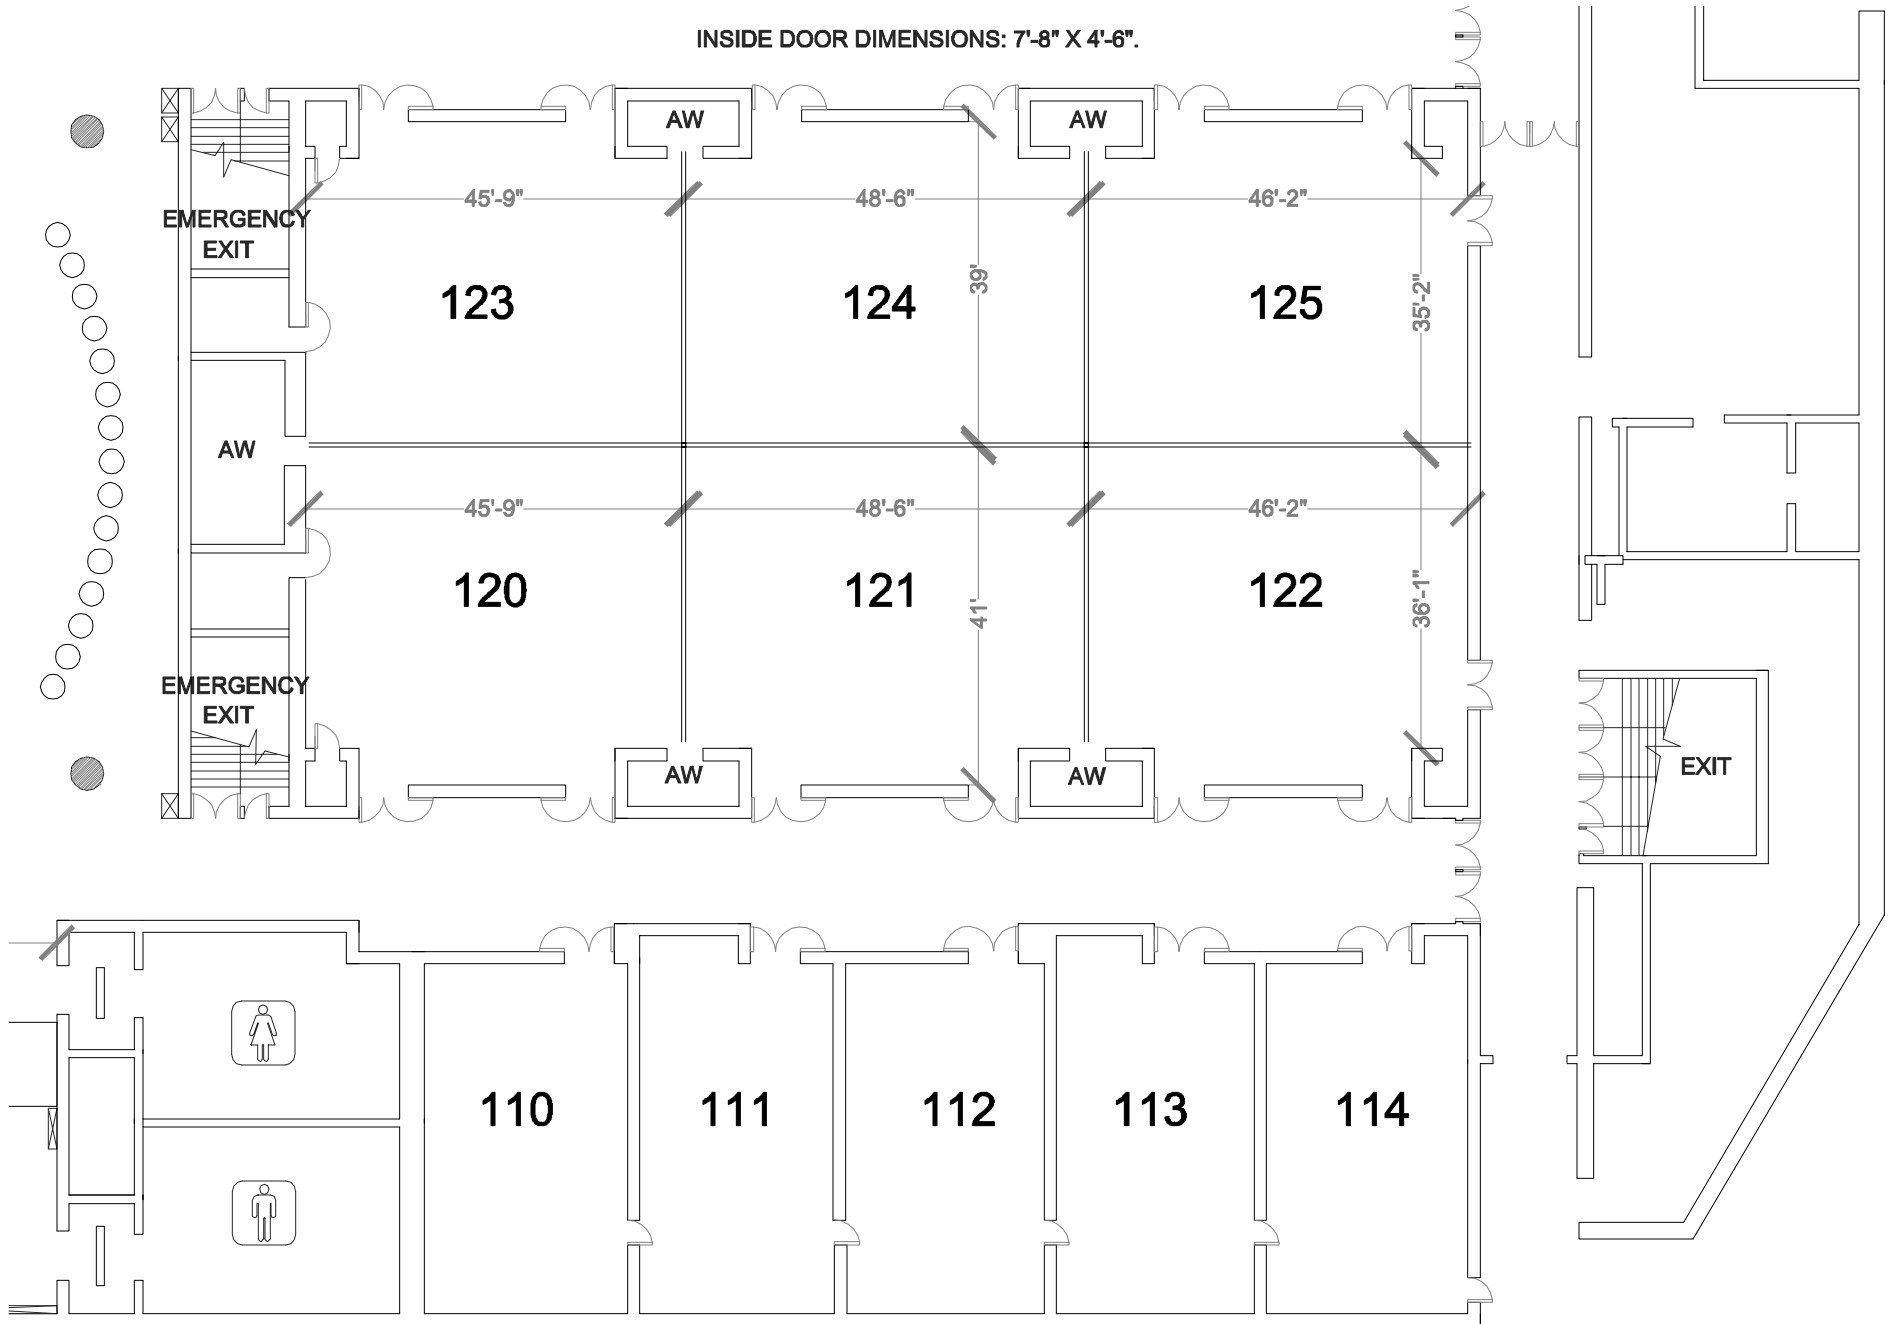 INSIDE DOOR DIMENSIONS: 7'-8" X 4'-6".
AW
AW
45'-9"
48'-6"
46'-2"
EMERGENCY
EXIT
39'
35'-2"
123
124
125
AW
45'-9"
48'-6"
46'-2"
120
121
122
41'
36'-1"
EMERGENCY
EXIT
AW
AW
EXIT
110
111
112
113
114